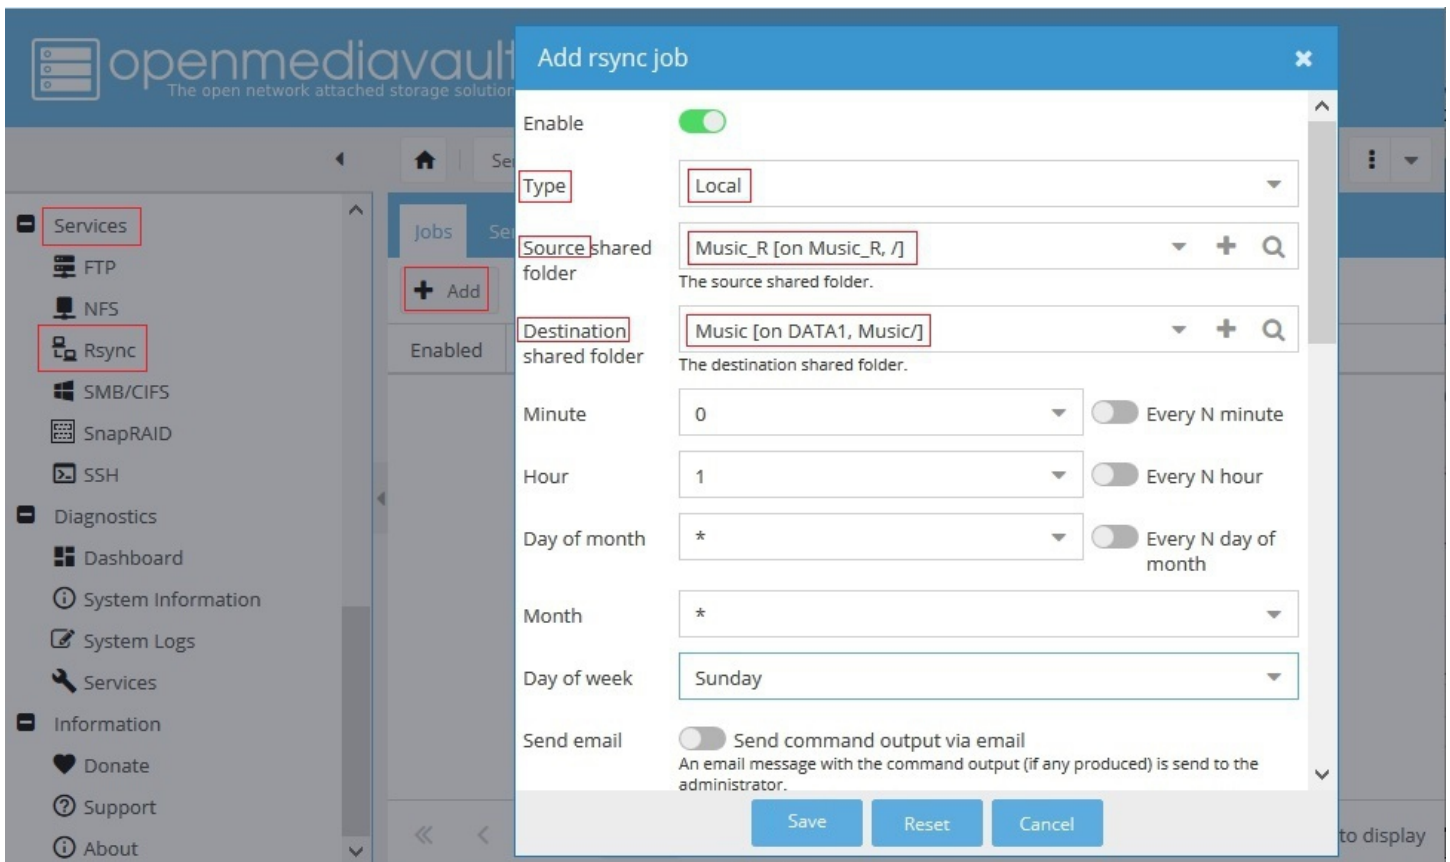 openmediavault
The open network attached storage solution
Add rsync job
Enable
Type
Local
Services
FTP
NFS
Rsync
SMB/CIFS
SnapRAID
SSH
Diagnostics
Dashboard
System Information
System Logs
Services
Information
Donate
Support
About
Jobs
Add
Enabled
Source shared
folder
Music_R [on Music_R, /]
The source shared folder.
Destination
shared folder
Music [on DATA1, Music/]
The destination shared folder.
Minute
0
Every N minute
Hour
1
Every N hour
Day of month
*
Every N day of
month
Month
*
Day of week
Sunday
Send email
Send command output via email
An email message with the command output (if any produced) is send to the
administrator.
Save
Reset
Cancel
to display